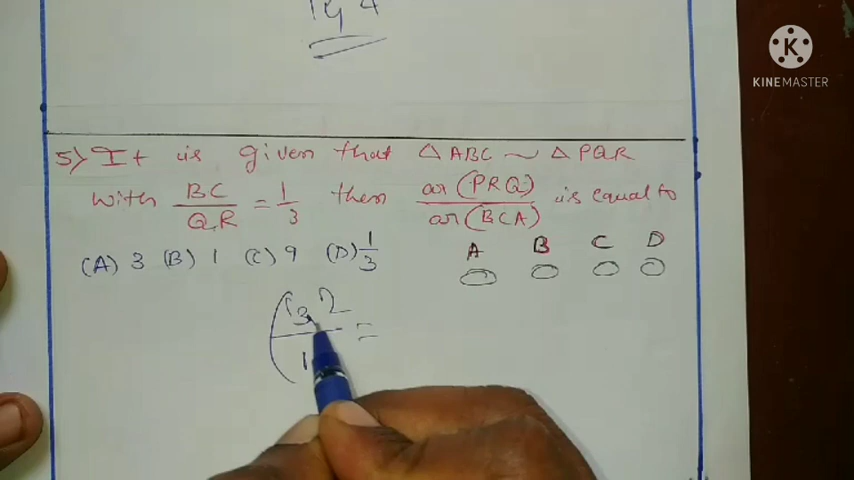 K
KINEMASTER
5) It is given that △ABC ~ △PQR
with BC/QR = 1/3 then ar(PRQ)/ar(BCA) is equal to
(A) 3 (B) 1 (C) 9 (D) 1/3
A B C D
(3)2/1 =